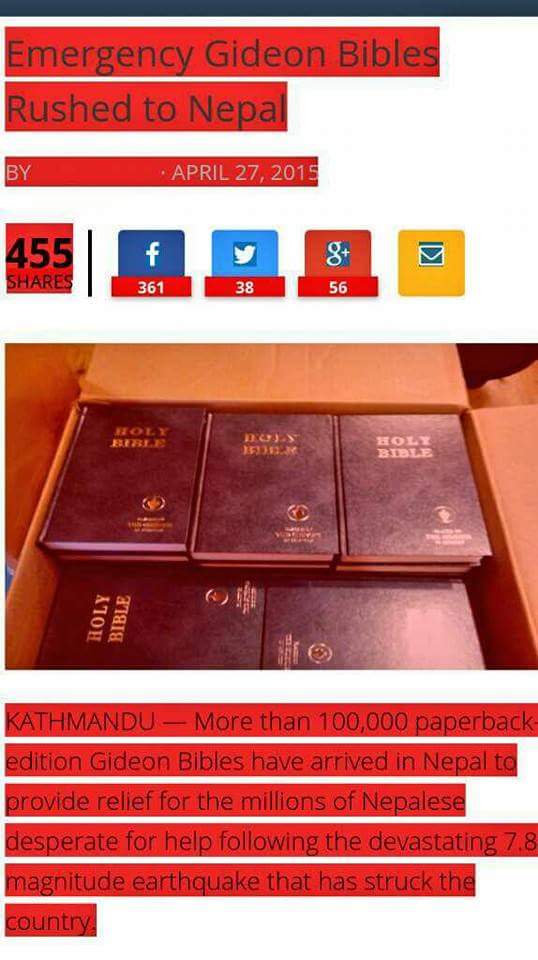 Emergency Gideon Bibles
Rushed to Nepal
BY · APRIL 27, 2015
455
SHARES
f
g+
361
38
56
HOLY
BIBLE
HOLY
BIBLE
HOLY
BIBLE
HOLY
BIBLE
KATHMANDU — More than 100,000 paperback-
edition Gideon Bibles have arrived in Nepal to
provide relief for the millions of Nepalese
desperate for help following the devastating 7.8
magnitude earthquake that has struck the
country.